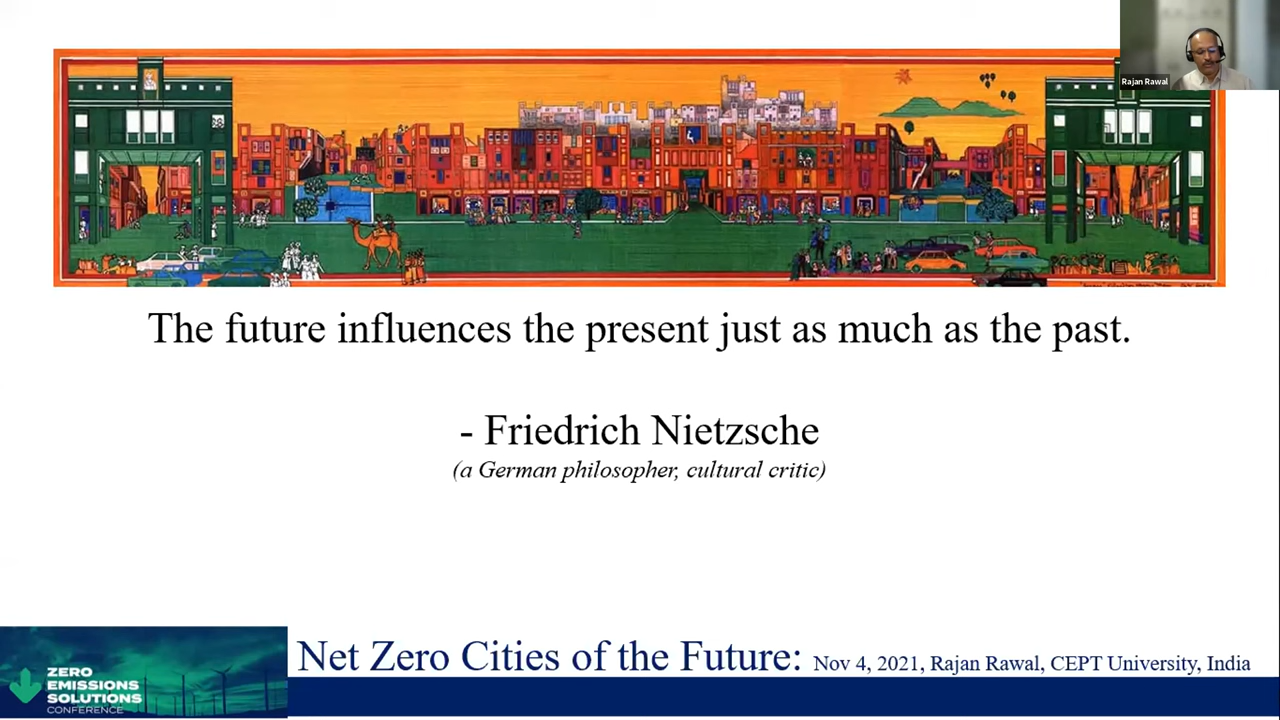 Rajan Rawal
The future influences the present just as much as the past.
- Friedrich Nietzsche
(a German philosopher, cultural critic)
Net Zero Cities of the Future: Nov 4, 2021, Rajan Rawal, CEPT University, India
ZERO
EMISSIONS
SOLUTIONS
CONFERENCE